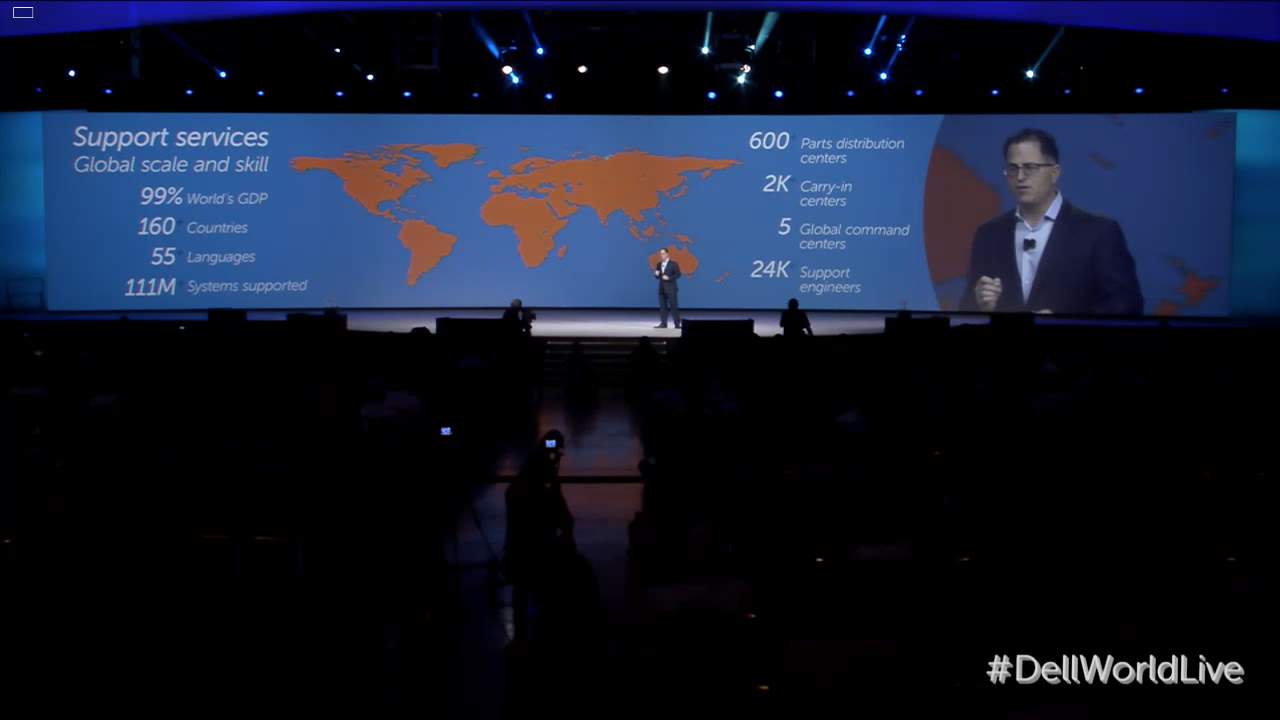 Support services
Global scale and skill
99% World's GDP
160 Countries
55 Languages
111M Systems supported
600 Parts distribution
centers
2K Carry-in
centers
5 Global command
centers
24K Support
engineers
#DellWorldLive